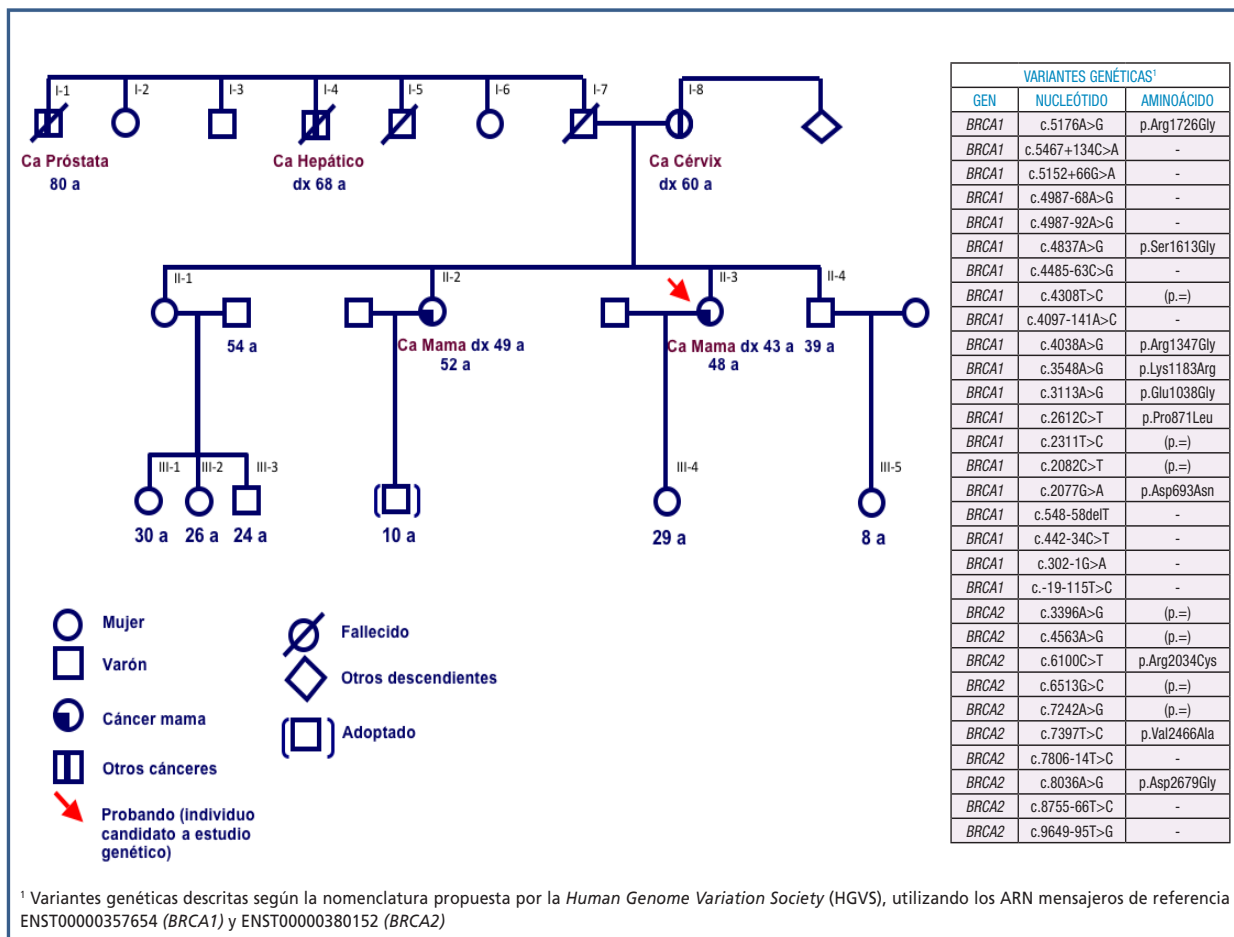 I-1 I-2 I-3 I-4 I-5 I-6 I-7 I-8
Ca Próstata
80 a
Ca Hepático
dx 68 a
Ca Cérvix
dx 60 a
II-1 II-2 II-3 II-4
54 a
Ca Mama dx 49 a
52 a
Ca Mama dx 43 a
48 a
39 a
III-1 III-2 III-3 III-4 III-5
30 a 26 a 24 a 10 a 29 a 8 a
Mujer
Varón
Cáncer mama
Otros cánceres
Probando (individuo
candidato a estudio
genético)
Fallecido
Otros descendientes
Adoptado
VARIANTES GENÉTICAS1
GEN NUCLEÓTIDO AMINOÁCIDO
BRCA1 c.5176A>G p.Arg1726Gly
BRCA1 c.5467+134C>A -
BRCA1 c.5152+66G>A -
BRCA1 c.4987-68A>G -
BRCA1 c.4987-92A>G -
BRCA1 c.4837A>G p.Ser1613Gly
BRCA1 c.4485-63C>G -
BRCA1 c.4308T>C (p.=)
BRCA1 c.4097-141A>C -
BRCA1 c.4038A>G p.Arg1347Gly
BRCA1 c.3548A>G p.Lys1183Arg
BRCA1 c.3113A>G p.Glu1038Gly
BRCA1 c.2612C>T p.Pro871Leu
BRCA1 c.2311T>C (p.=)
BRCA1 c.2082C>T (p.=)
BRCA1 c.2077G>A p.Asp693Asn
BRCA1 c.548-58delT -
BRCA1 c.442-34C>T -
BRCA1 c.302-1G>A -
BRCA1 c.-19-115T>C -
BRCA2 c.3396A>G (p.=)
BRCA2 c.4563A>G (p.=)
BRCA2 c.6100C>T p.Arg2034Cys
BRCA2 c.6513G>C (p.=)
BRCA2 c.7242A>G (p.=)
BRCA2 c.7397T>C p.Val2466Ala
BRCA2 c.7806-14T>C -
BRCA2 c.8036A>G p.Asp2679Gly
BRCA2 c.8755-66T>C -
BRCA2 c.9649-95T>G -
1 Variantes genéticas descritas según la nomenclatura propuesta por la Human Genome Variation Society (HGVS), utilizando los ARN mensajeros de referencia
ENST00000357654 (BRCA1) y ENST00000380152 (BRCA2)